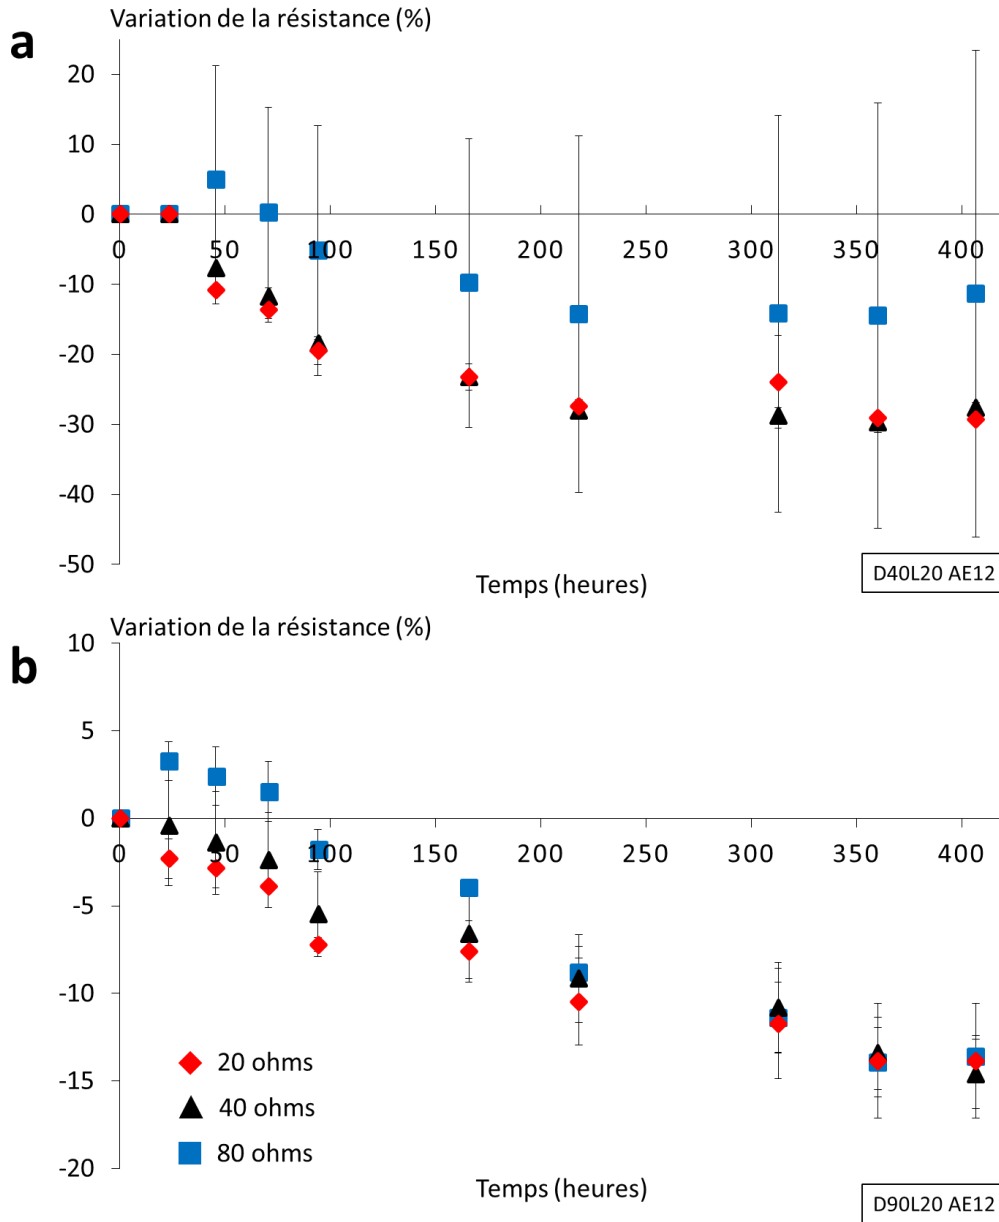 Variation de la résistance (%)
a
20
10
0
0 50 100 150 200 250 300 350 400
-10
-20
-30
-40
-50
Temps (heures)
D40L20 AE12
Variation de la résistance (%)
b
10
5
0
0 50 100 150 200 250 300 350 400
-5
-10
-15
-20
20 ohms
40 ohms
80 ohms
Temps (heures)
D90L20 AE12